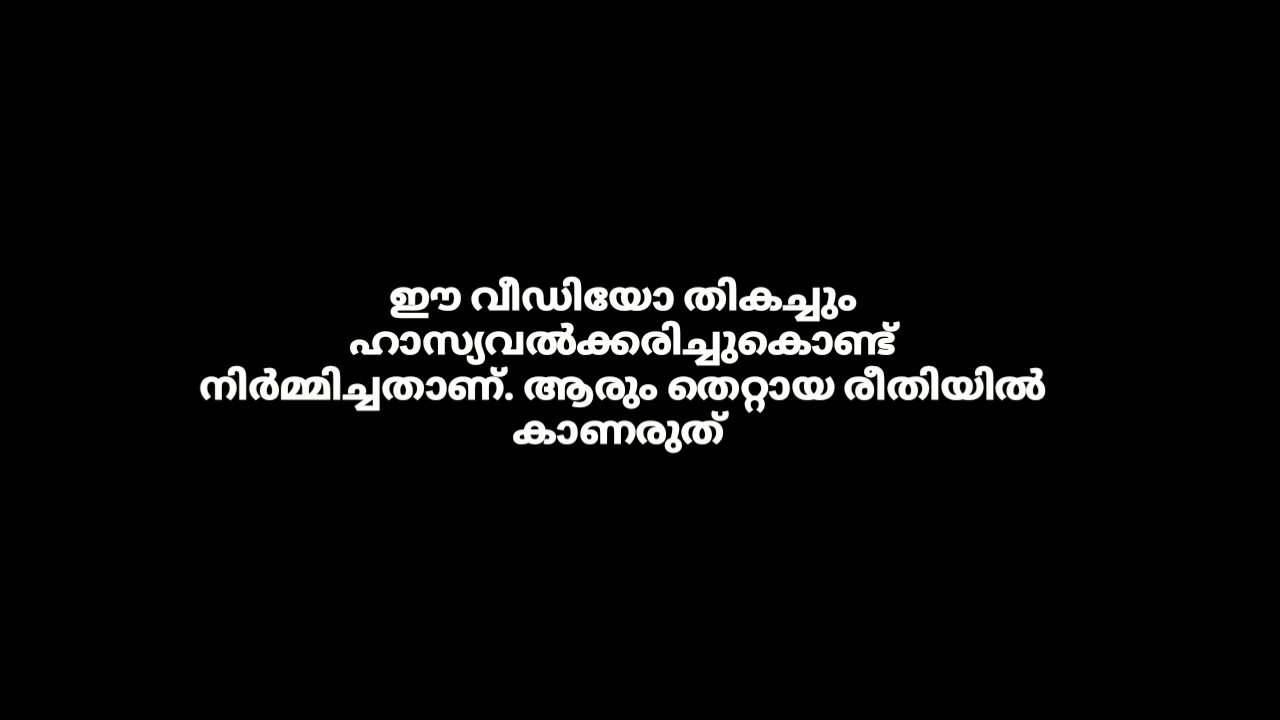 ഈ വീഡിയോ തികച്ചും
ഹാസ്യവൽക്കരിച്ചുകൊണ്ട്
നിർമ്മിച്ചതാണ്. ആരും തെറ്റായ രീതിയിൽ
കാണരുത്